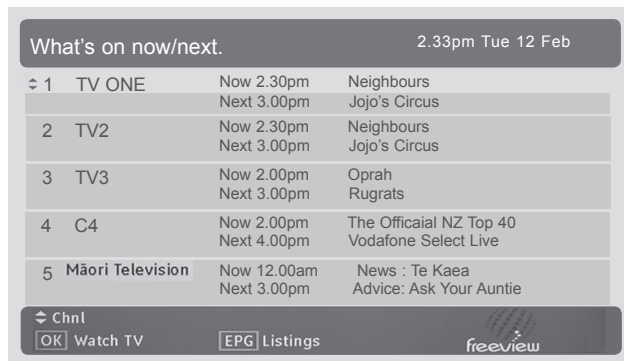 What's on now/next. 2.33pm Tue 12 Feb
1 TV ONE Now 2.30pm Neighbours
Next 3.00pm Jojo's Circus
2 TV2 Now 2.30pm Neighbours
Next 3.00pm Jojo's Circus
3 TV3 Now 2.00pm Oprah
Next 3.00pm Rugrats
4 C4 Now 2.00pm The Officaial NZ Top 40
Next 4.00pm Vodafone Select Live
5 Māori Television Now 12.00am News : Te Kaea
Next 3.00pm Advice: Ask Your Auntie
Chnl
OK Watch TV EPG Listings freeview